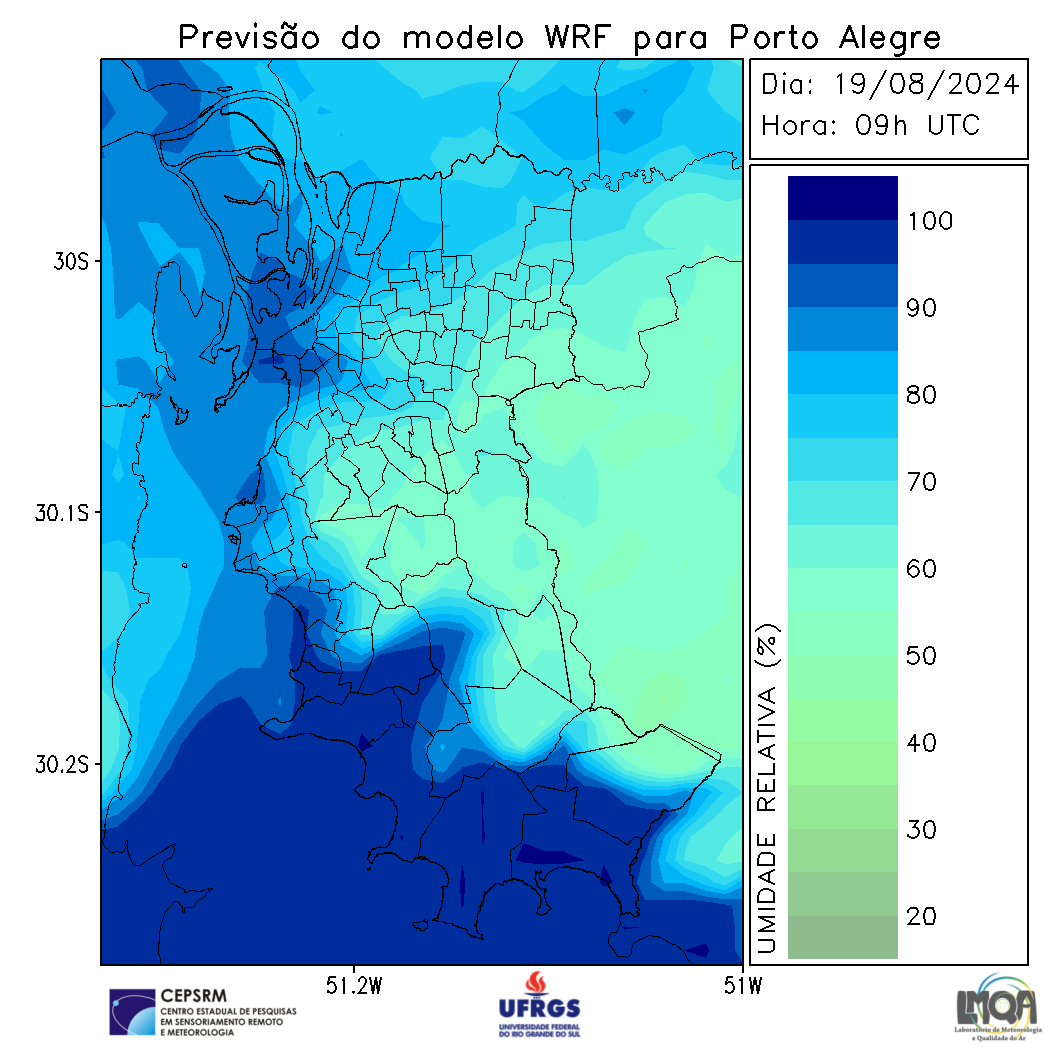 Previsão do modelo WRF para Porto Alegre
Dia: 19/08/2024
Hora: 09h UTC
100
90
80
70
60
50
40
30
20
UMIDADE RELATIVA (%)
30S
30.1S
30.2S
51.2W
51W
CEPSRM
CENTRO ESTADUAL DE PESQUISAS
EM SENSORIAMENTO REMOTO
E METEOROLOGIA
UFRGS
UNIVERSIDADE FEDERAL
DO RIO GRANDE DO SUL
LMQA
Laboratório de Meteorologia
e Qualidade do Ar